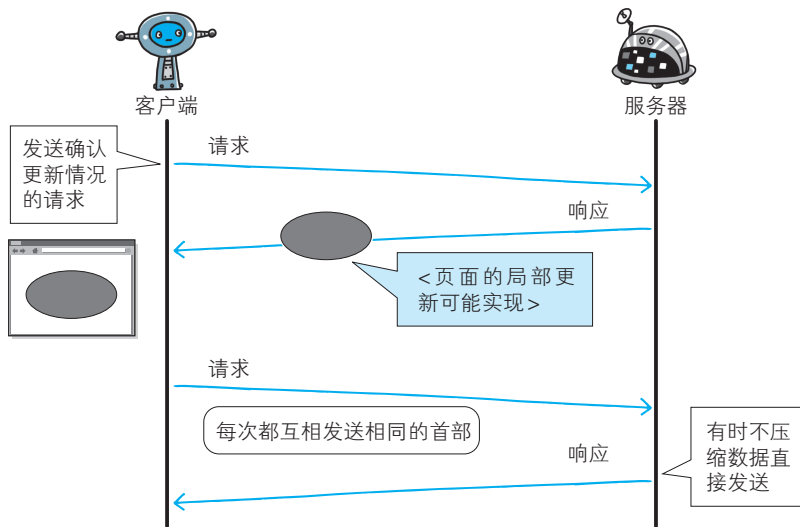 客户端
服务器
发送确认
更新情况
的请求
请求
响应
<页面的局部更
新可能实现>
请求
每次都互相发送相同的首部
响应
有时不压
缩数据直
接发送